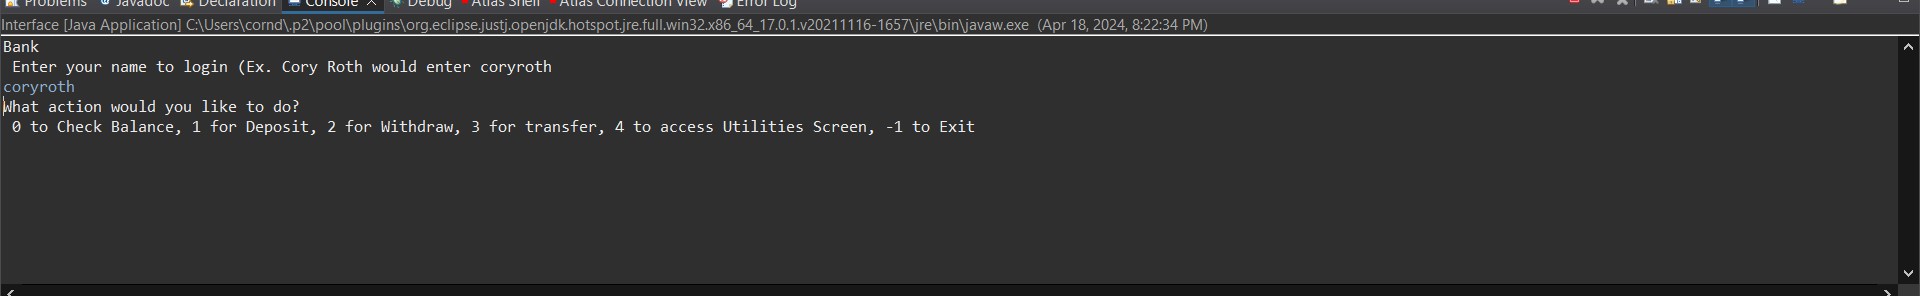 Problems Javadoc Declaration Console Debug Atlas Shell Atlas Connection View Error Log
Interface [Java Application] C:\Users\cornd\.p2\pool\plugins\org.eclipse.justj.openjdk.hotspot.jre.full.win32.x86_64_17.0.1.v20211116-1657\jre\bin\javaw.exe (Apr 18, 2024, 8:22:34 PM)
Bank
Enter your name to login (Ex. Cory Roth would enter coryroth
coryroth
What action would you like to do?
0 to Check Balance, 1 for Deposit, 2 for Withdraw, 3 for transfer, 4 to access Utilities Screen, -1 to Exit